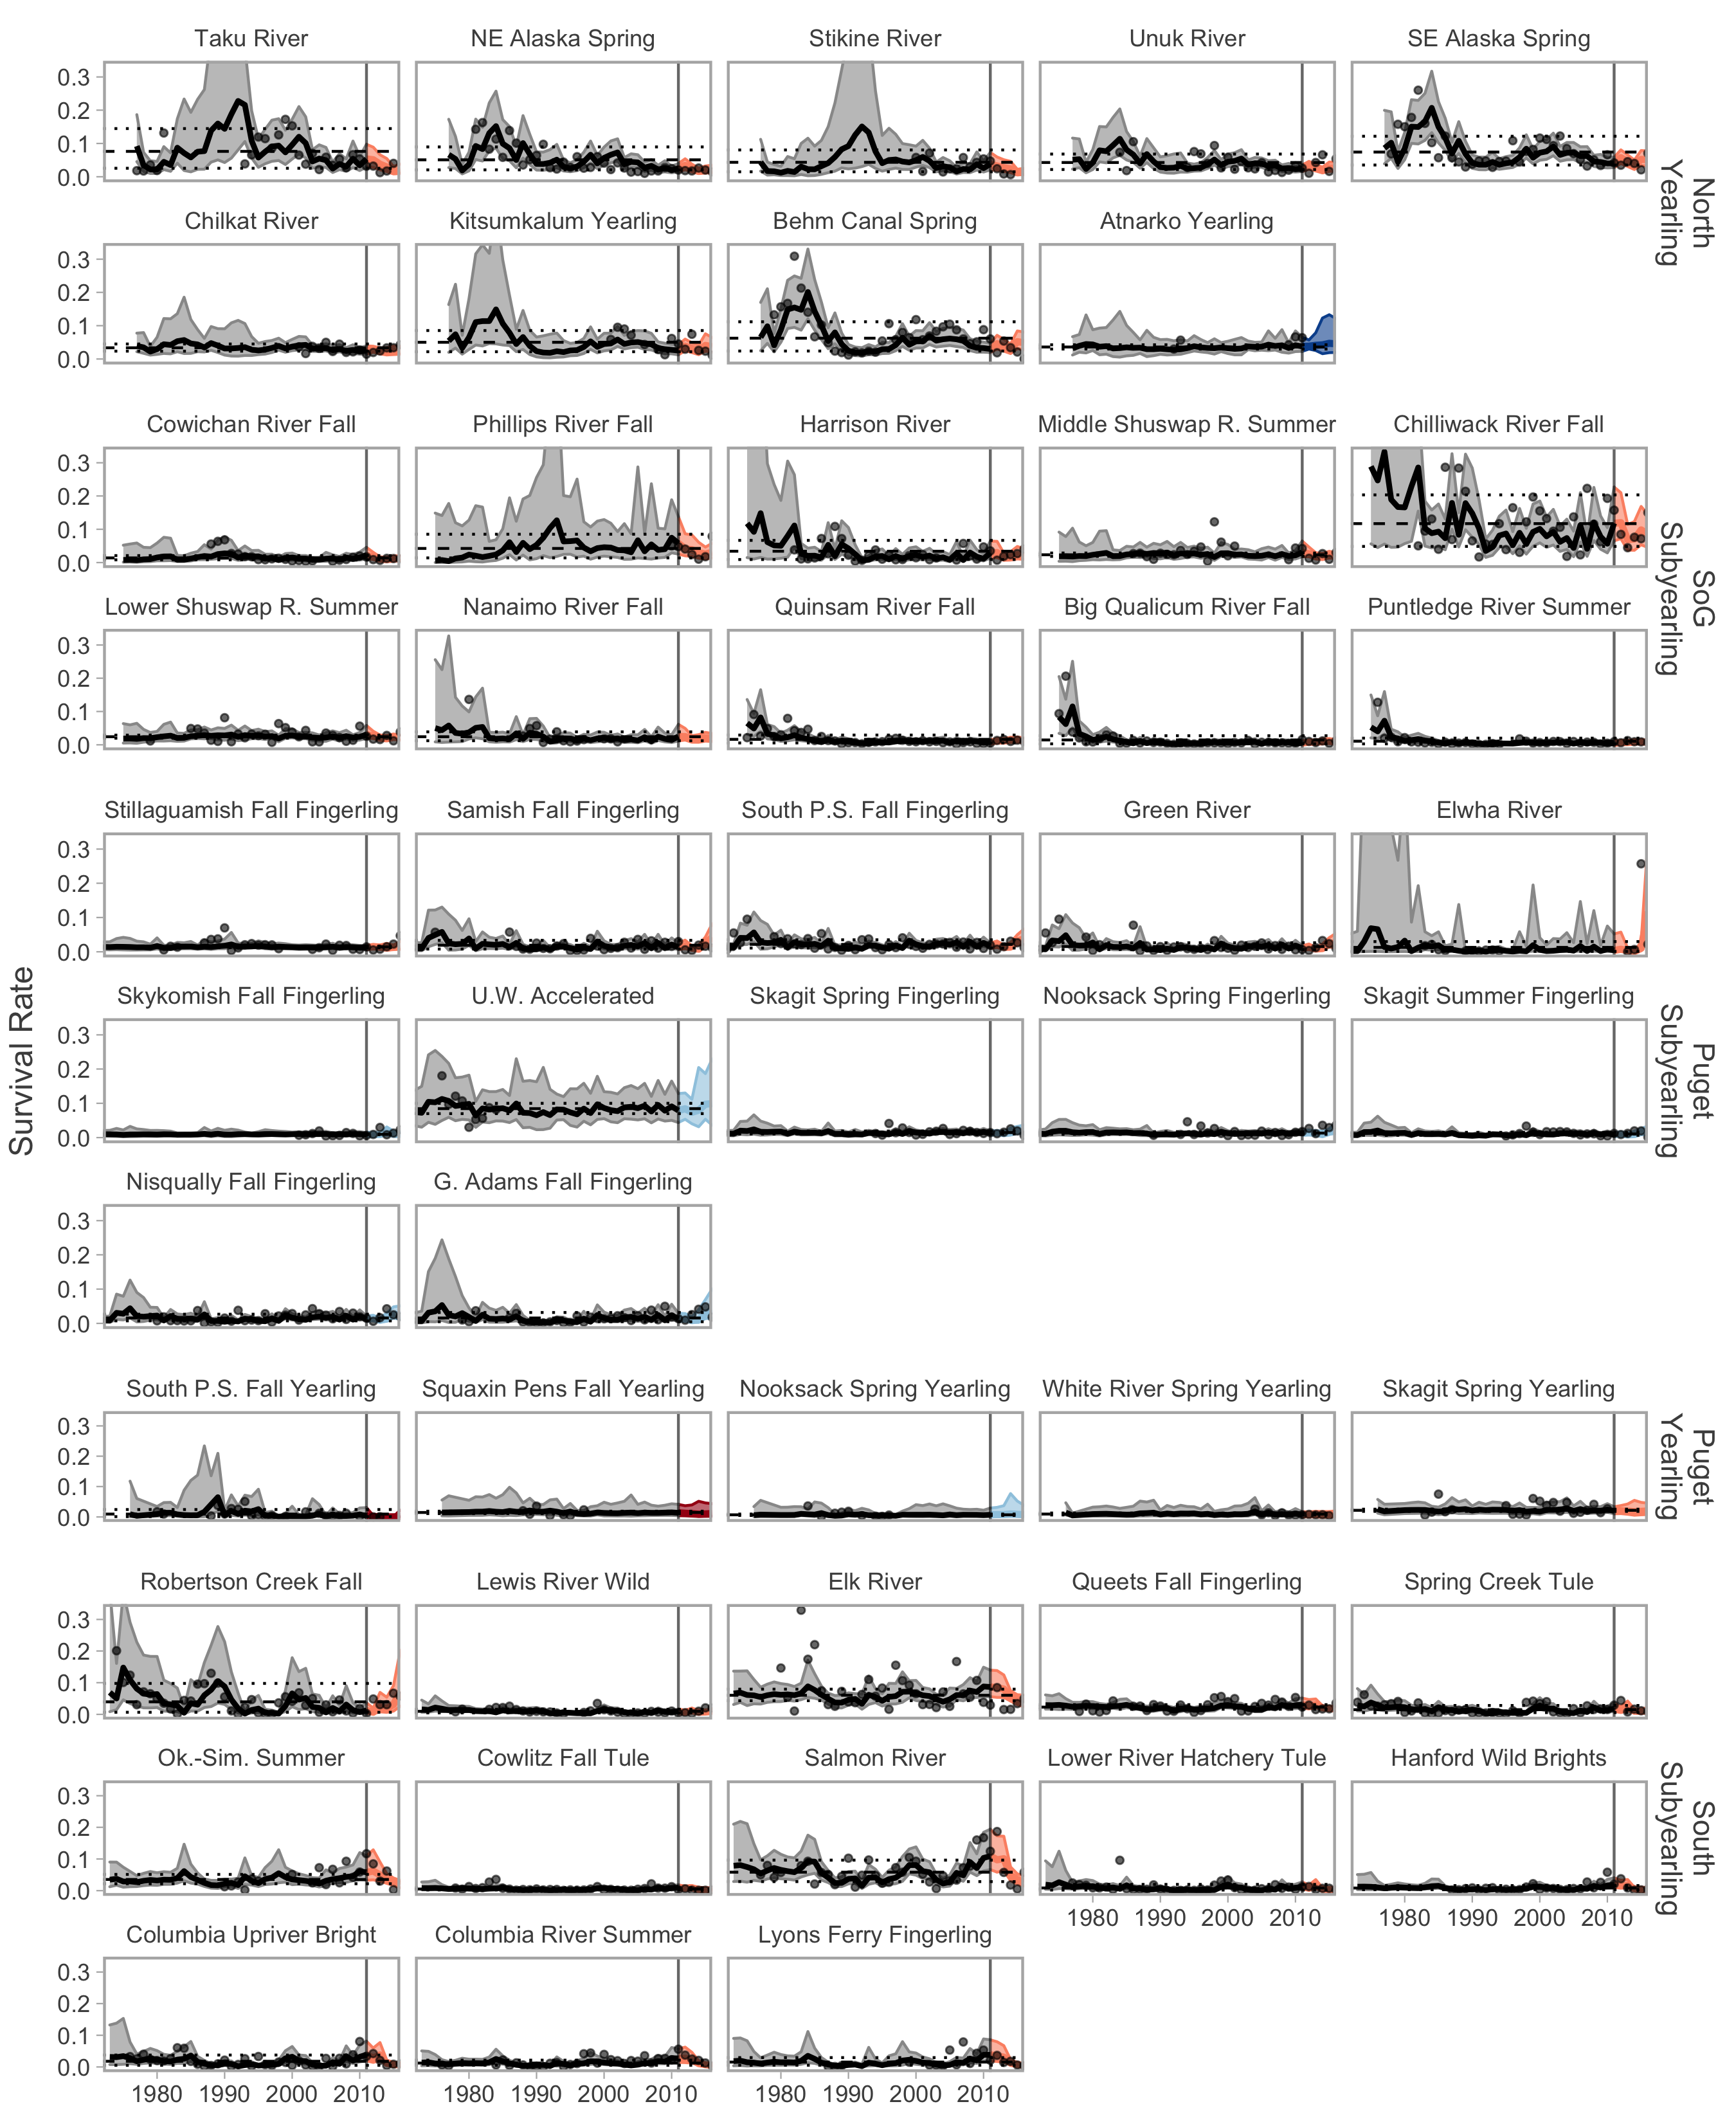 Taku River NE Alaska Spring Stikine River Unuk River SE Alaska Spring
0.3
0.2
0.1
0.0
North
Yearling
Chilkat River Kitsumkalum Yearling Behm Canal Spring Atnarko Yearling
0.3
0.2
0.1
0.0
Cowichan River Fall Phillips River Fall Harrison River Middle Shuswap R. Summer Chilliwack River Fall
0.3
0.2
0.1
0.0
SoG
Subyearling
Lower Shuswap R. Summer Nanaimo River Fall Quinsam River Fall Big Qualicum River Fall Puntledge River Summer
0.3
0.2
0.1
0.0
Stillaguamish Fall Fingerling Samish Fall Fingerling South P.S. Fall Fingerling Green River Elwha River
0.3
0.2
0.1
0.0
Survival Rate
Skykomish Fall Fingerling U.W. Accelerated Skagit Spring Fingerling Nooksack Spring Fingerling Skagit Summer Fingerling
0.3
0.2
0.1
0.0
Puget
Subyearling
Nisqually Fall Fingerling G. Adams Fall Fingerling
0.3
0.2
0.1
0.0
South P.S. Fall Yearling Squaxin Pens Fall Yearling Nooksack Spring Yearling White River Spring Yearling Skagit Spring Yearling
0.3
0.2
0.1
0.0
Puget
Yearling
Robertson Creek Fall Lewis River Wild Elk River Queets Fall Fingerling Spring Creek Tule
0.3
0.2
0.1
0.0
Ok.-Sim. Summer Cowlitz Fall Tule Salmon River Lower River Hatchery Tule Hanford Wild Brights
0.3
0.2
0.1
0.0
South
Subyearling
1980 1990 2000 2010 1980 1990 2000 2010
Columbia Upriver Bright Columbia River Summer Lyons Ferry Fingerling
0.3
0.2
0.1
0.0
1980 1990 2000 2010 1980 1990 2000 2010 1980 1990 2000 2010